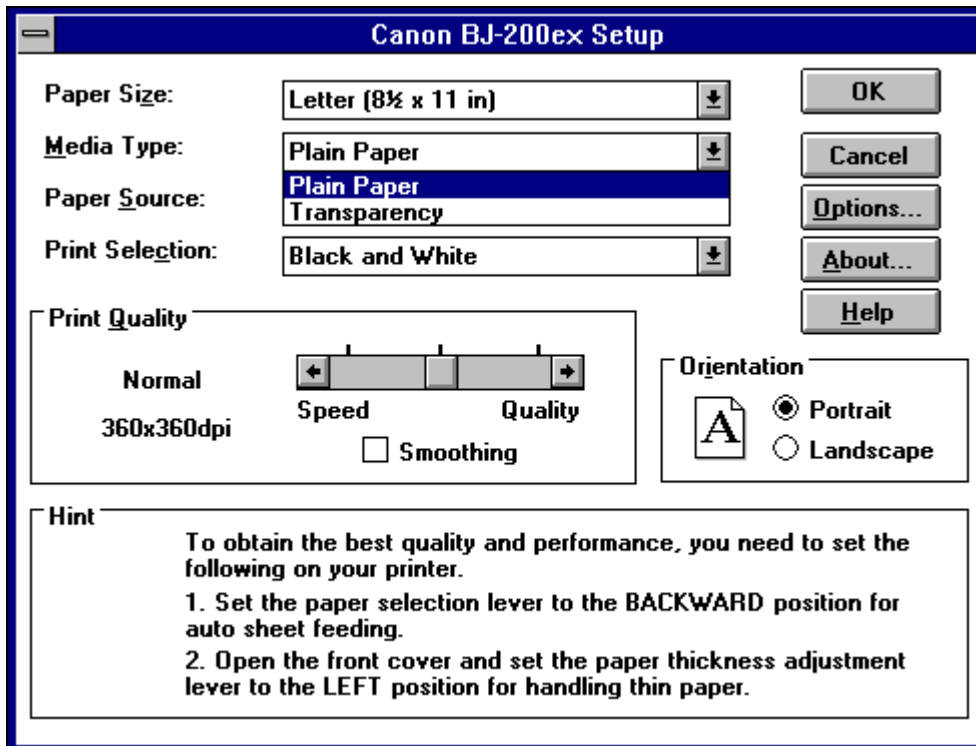 Canon BJ-200ex Setup
Paper Size:
Letter (8½ x 11 in)
OK
Media Type:
Plain Paper
Cancel
Plain Paper
Paper Source:
Transparency
Options...
Print Selection:
Black and White
About...
Help
Print Quality
Normal
360x360dpi
Speed
Quality
Smoothing
Orientation
A
Portrait
Landscape
Hint
To obtain the best quality and performance, you need to set the
following on your printer.
1. Set the paper selection lever to the BACKWARD position for
auto sheet feeding.
2. Open the front cover and set the paper thickness adjustment
lever to the LEFT position for handling thin paper.